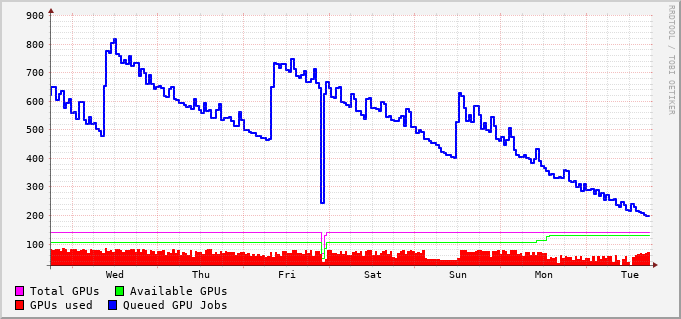 900
800
700
600
500
400
300
200
100
Wed Thu Fri Sat Sun Mon Tue
Total GPUs Available GPUs
GPUs used Queued GPU Jobs
RRDTOOL / TOBI OETIKER